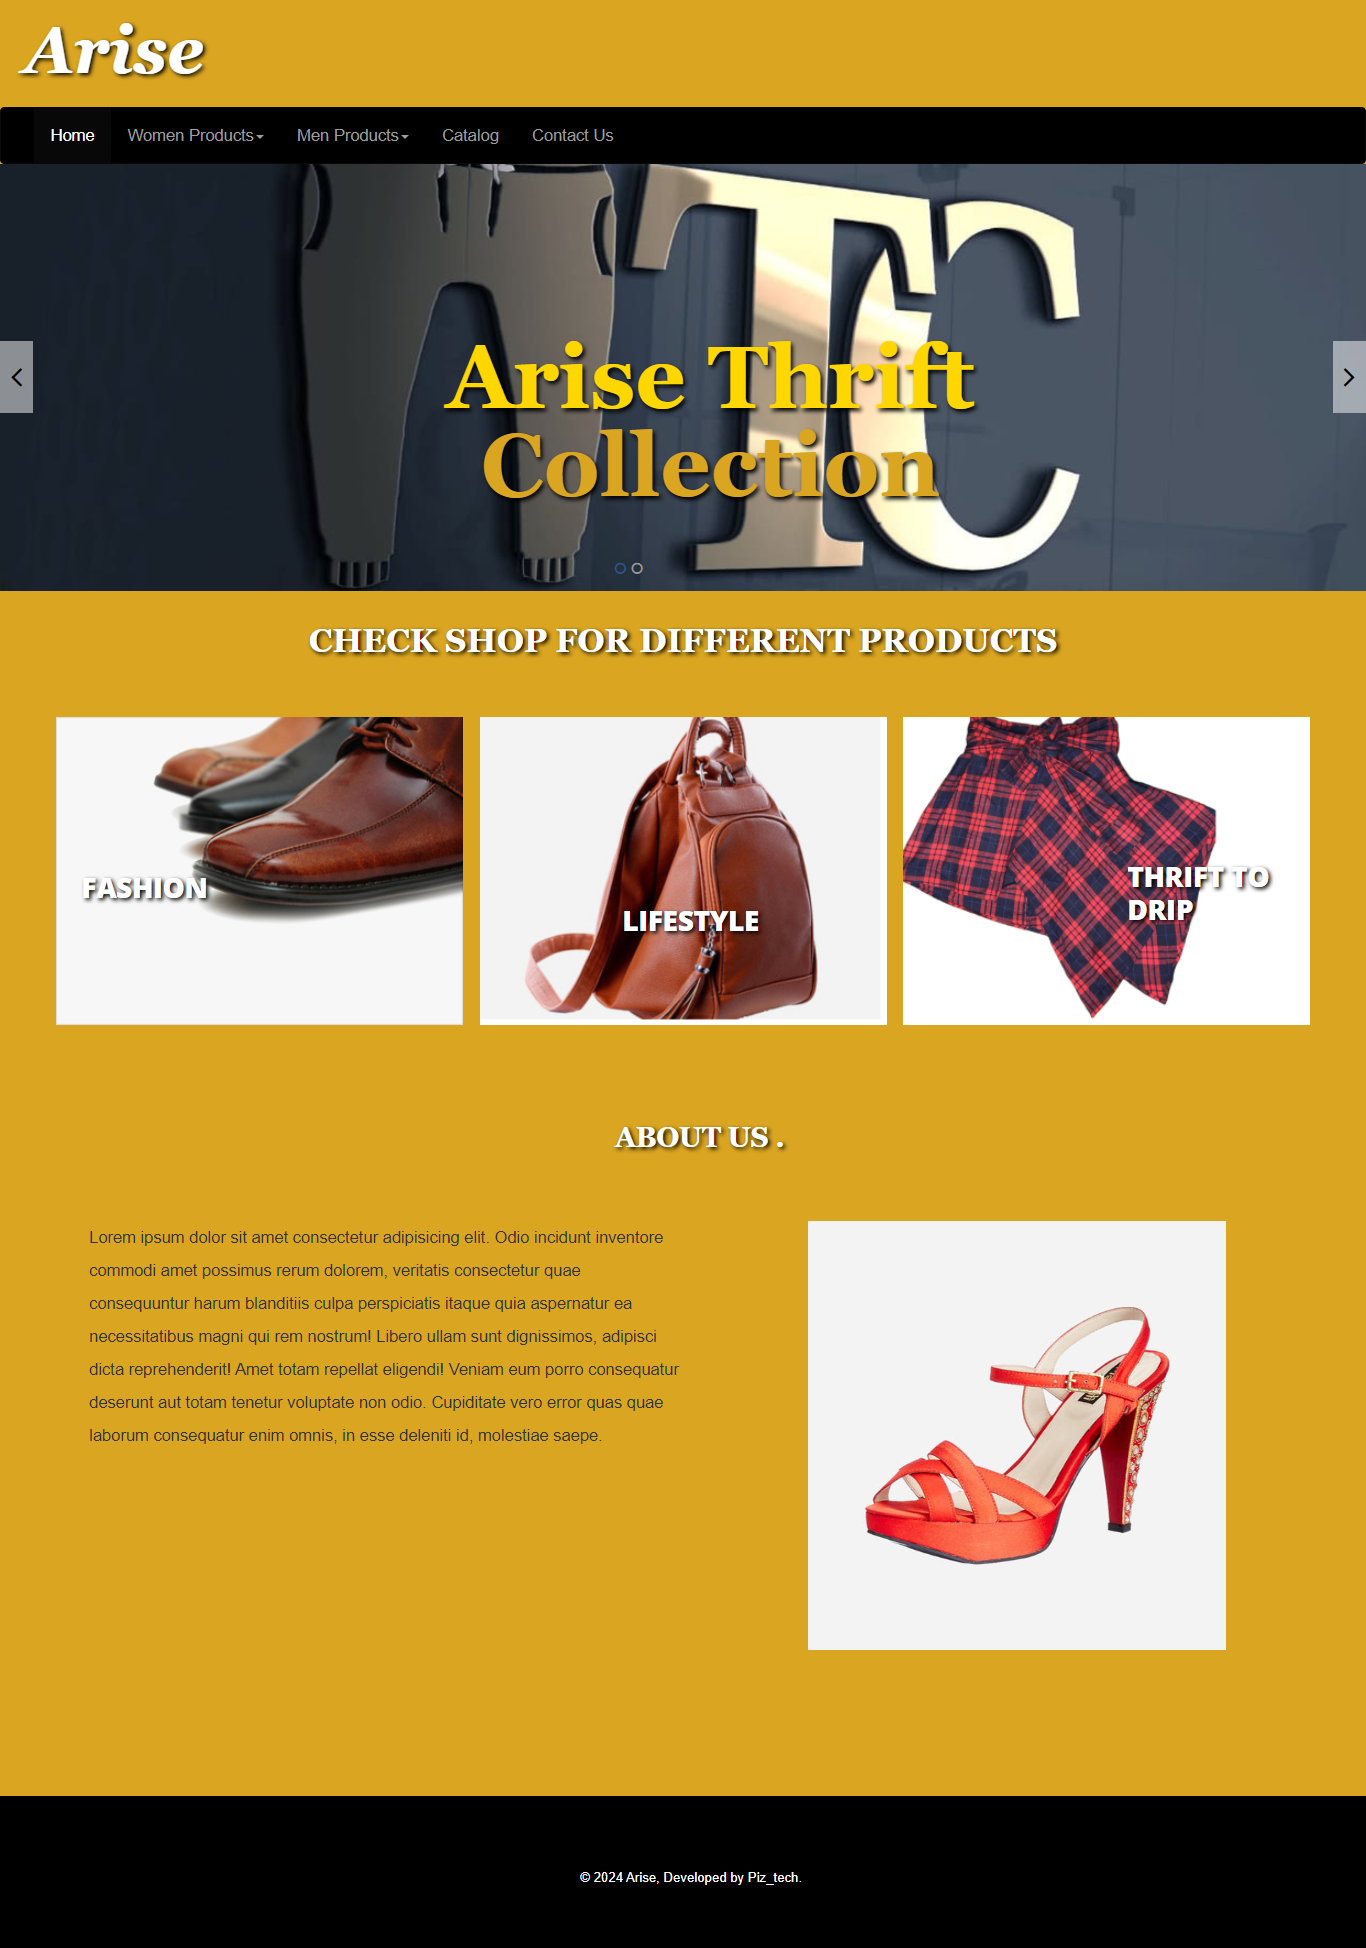 Arise
Home Women Products Men Products Catalog Contact Us
TC
Arise Thrift
Collection
CHECK SHOP FOR DIFFERENT PRODUCTS
FASHION
LIFESTYLE
THRIFT TO
DRIP
ABOUT US .
Lorem ipsum dolor sit amet consectetur adipisicing elit. Odio incidunt inventore
commodi amet possimus rerum dolorem, veritatis consectetur quae
consequuntur harum blanditiis culpa perspiciatis itaque quia aspernatur ea
necessitatibus magni qui rem nostrum! Libero ullam sunt dignissimos, adipisci
dicta reprehenderit! Amet totam repellat eligendi! Veniam eum porro consequatur
deserunt aut totam tenetur voluptate non odio. Cupiditate vero error quas quae
laborum consequatur enim omnis, in esse deleniti id, molestiae saepe.
© 2024 Arise, Developed by Piz_tech.